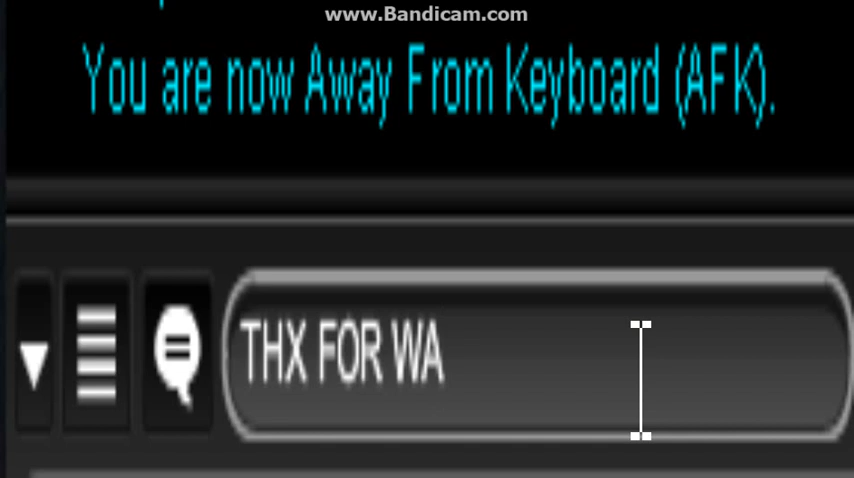 www.Bandicam.com
You are now Away From Keyboard (AFK).
THX FOR WA